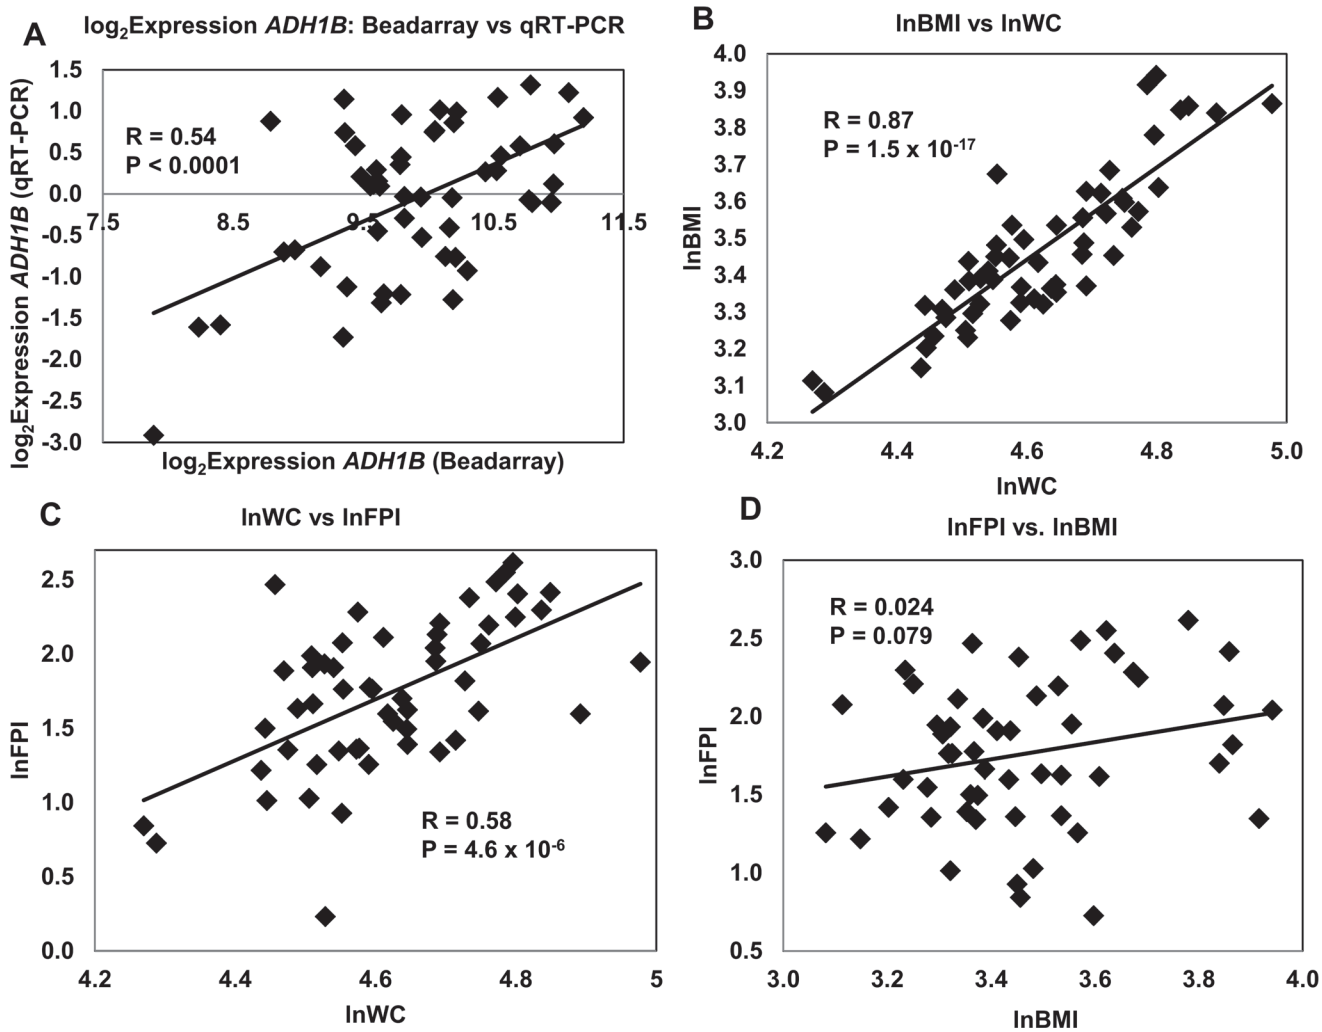 A
log2Expression ADH1B: Beadarray vs qRT-PCR
log2Expression ADH1B (qRT-PCR)
1.5
1.0
0.5
0.0
-0.5
-1.0
-1.5
-2.0
-2.5
-3.0
R = 0.54
P < 0.0001
7.5 8.5 9.5 10.5 11.5
log2Expression ADH1B (Beadarray)
B
lnBMI vs lnWC
lnBMI
4.0
3.9
3.8
3.7
3.6
3.5
3.4
3.3
3.2
3.1
3.0
R = 0.87
P = 1.5 x 10-17
4.2 4.4 4.6 4.8 5.0
lnWC
C
lnWC vs lnFPI
lnFPI
2.5
2.0
1.5
1.0
0.5
0.0
R = 0.58
P = 4.6 x 10-6
4.2 4.4 4.6 4.8 5
lnWC
D
lnFPI vs. lnBMI
lnFPI
3.0
2.5
2.0
1.5
1.0
0.5
R = 0.024
P = 0.079
3.0 3.2 3.4 3.6 3.8 4.0
lnBMI